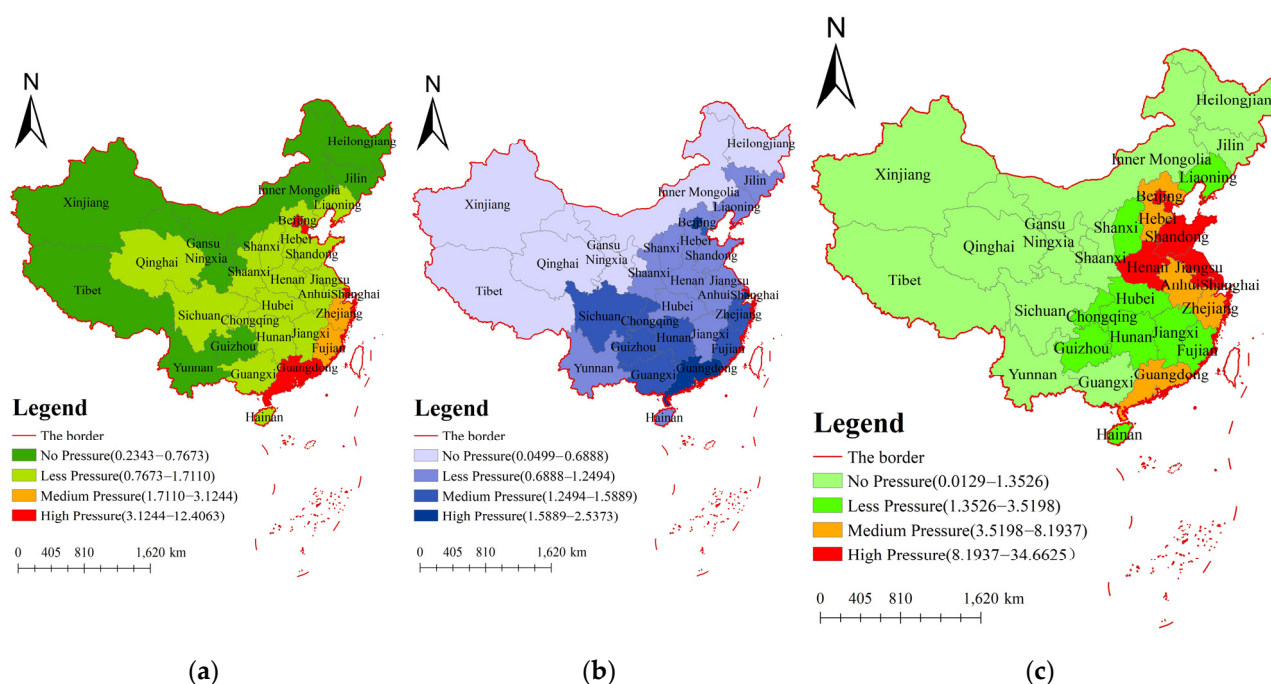 N
Heilongjiang
Jilin
Inner Mongolia
Liaoning
Xinjiang
Beijing
Gansu
Ningxia
Hebei
Shanxi
Shandong
Qinghai
Shaanxi
Henan Jiangsu
Tibet
AnhuiShanghai
Hubei
Sichuan
Chongqing
Zhejiang
Hunan
Jiangxi
Guizhou
Fujian
Yunnan
Guangxi
Guangdong
Hainan
Legend
The border
No Pressure(0.2343–0.7673)
Less Pressure(0.7673–1.7110)
Medium Pressure(1.7110–3.1244)
High Pressure(3.1244–12.4063)
0 405 810 1,620 km
(a)
N
Heilongjiang
Jilin
Inner Mongolia
Liaoning
Xinjiang
Beijing
Gansu
Ningxia
Hebei
Shanxi
Shandong
Qinghai
Shaanxi
Henan Jiangsu
Tibet
AnhuiShanghai
Hubei
Sichuan
Chongqing
Zhejiang
Hunan
Jiangxi
Guizhou
Fujian
Yunnan
Guangxi
Guangdong
Hainan
Legend
The border
No Pressure(0.0499–0.6888)
Less Pressure(0.6888–1.2494)
Medium Pressure(1.2494–1.5889)
High Pressure(1.5889–2.5373)
0 405 810 1,620 km
(b)
N
Heilongjiang
Jilin
Inner Mongolia
Liaoning
Xinjiang
Beijing
Gansu
Ningxia
Hebei
Shanxi
Shandong
Qinghai
Shaanxi
Henan Jiangsu
Tibet
AnhuiShanghai
Hubei
Sichuan
Chongqing
Zhejiang
Hunan
Jiangxi
Guizhou
Fujian
Yunnan
Guangxi
Guangdong
Hainan
Legend
The border
No Pressure(0.0129–1.3526)
Less Pressure(1.3526–3.5198)
Medium Pressure(3.5198–8.1937)
High Pressure(8.1937–34.6625）
0 405 810 1,620 km
(c)